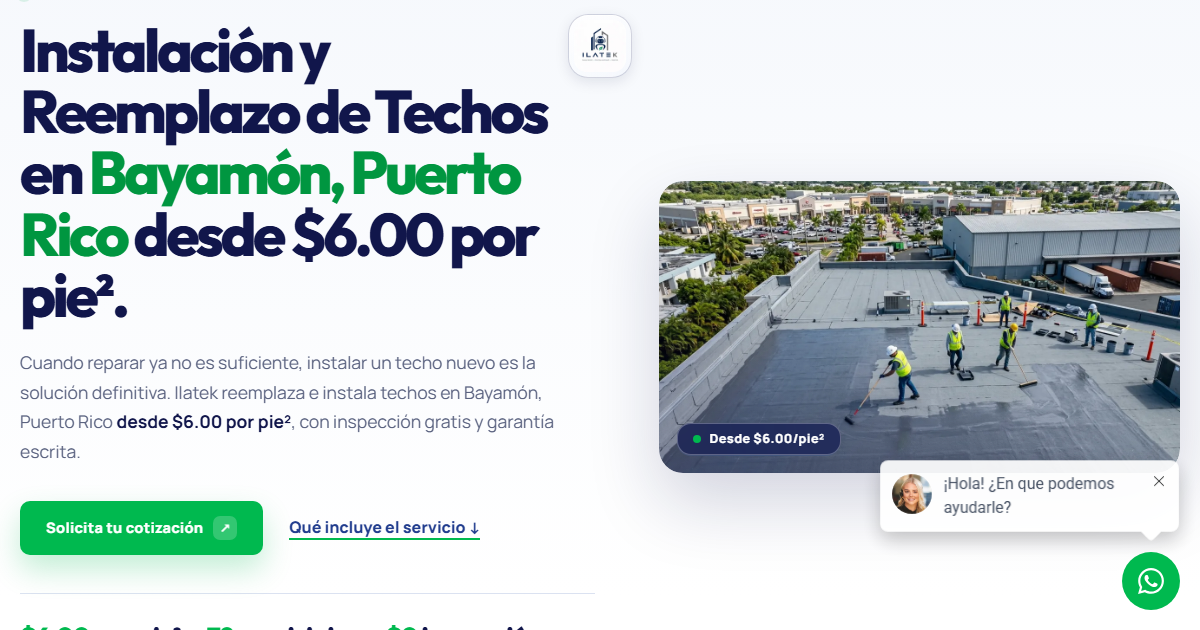 Instalación y
Reemplazo de Techos
en Bayamón, Puerto
Rico desde $6.00 por
pie².
ILATEK
Cuando reparar ya no es suficiente, instalar un techo nuevo es la
solución definitiva. Ilatek reemplaza e instala techos en Bayamón,
Puerto Rico desde $6.00 por pie², con inspección gratis y garantía
escrita.
Solicita tu cotización ↗
Qué incluye el servicio ↓
Desde $6.00/pie²
¡Hola! ¿En que podemos
ayudarle?